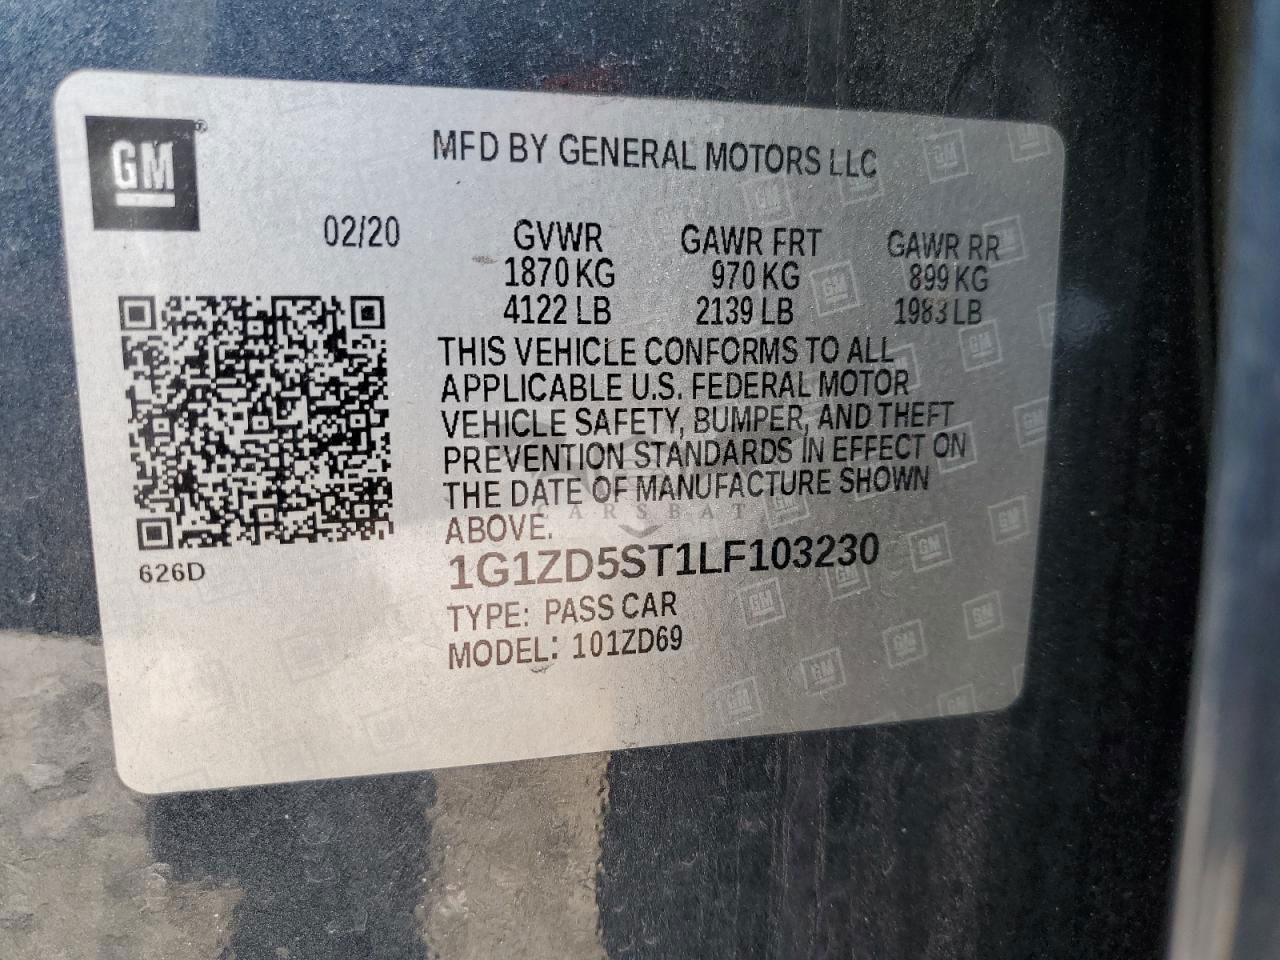 GM®
MFD BY GENERAL MOTORS LLC
02/20 GVWR GAWR FRT GAWR RR
1870 KG 970 KG 899 KG
4122 LB 2139 LB 1983 LB
THIS VEHICLE CONFORMS TO ALL
APPLICABLE U.S. FEDERAL MOTOR
VEHICLE SAFETY, BUMPER, AND THEFT
PREVENTION STANDARDS IN EFFECT ON
THE DATE OF MANUFACTURE SHOWN
CARSBAT
ABOVE.
626D
1G1ZD5ST1LF103230
TYPE: PASS CAR
MODEL: 101ZD69